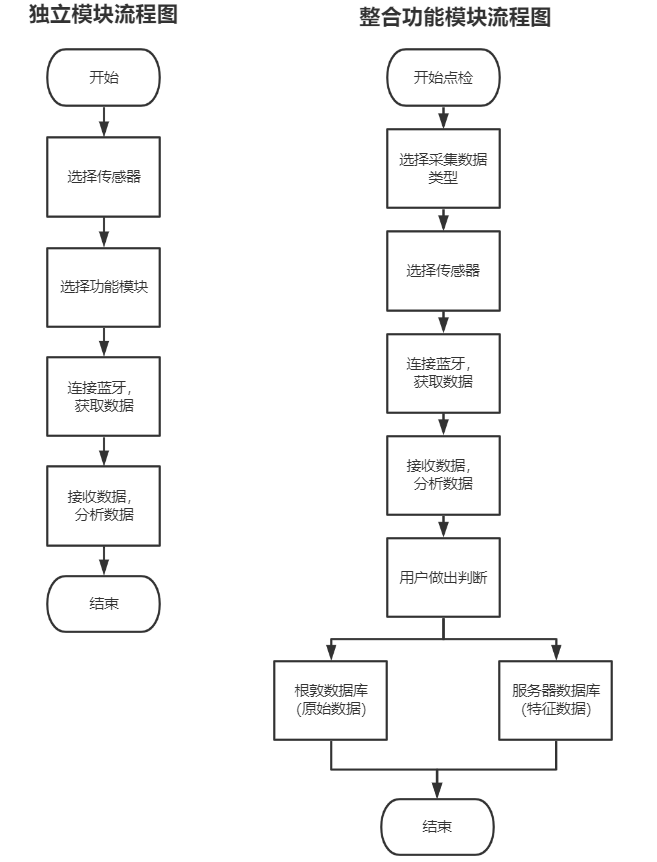 独立模块流程图
开始
选择传感器
选择功能模块
连接蓝牙，
获取数据
接收数据，
分析数据
结束
整合功能模块流程图
开始点检
选择采集数据
类型
选择传感器
连接蓝牙，
获取数据
接收数据，
分析数据
用户做出判断
根敦数据库
(原始数据)
服务器数据库
(特征数据)
结束